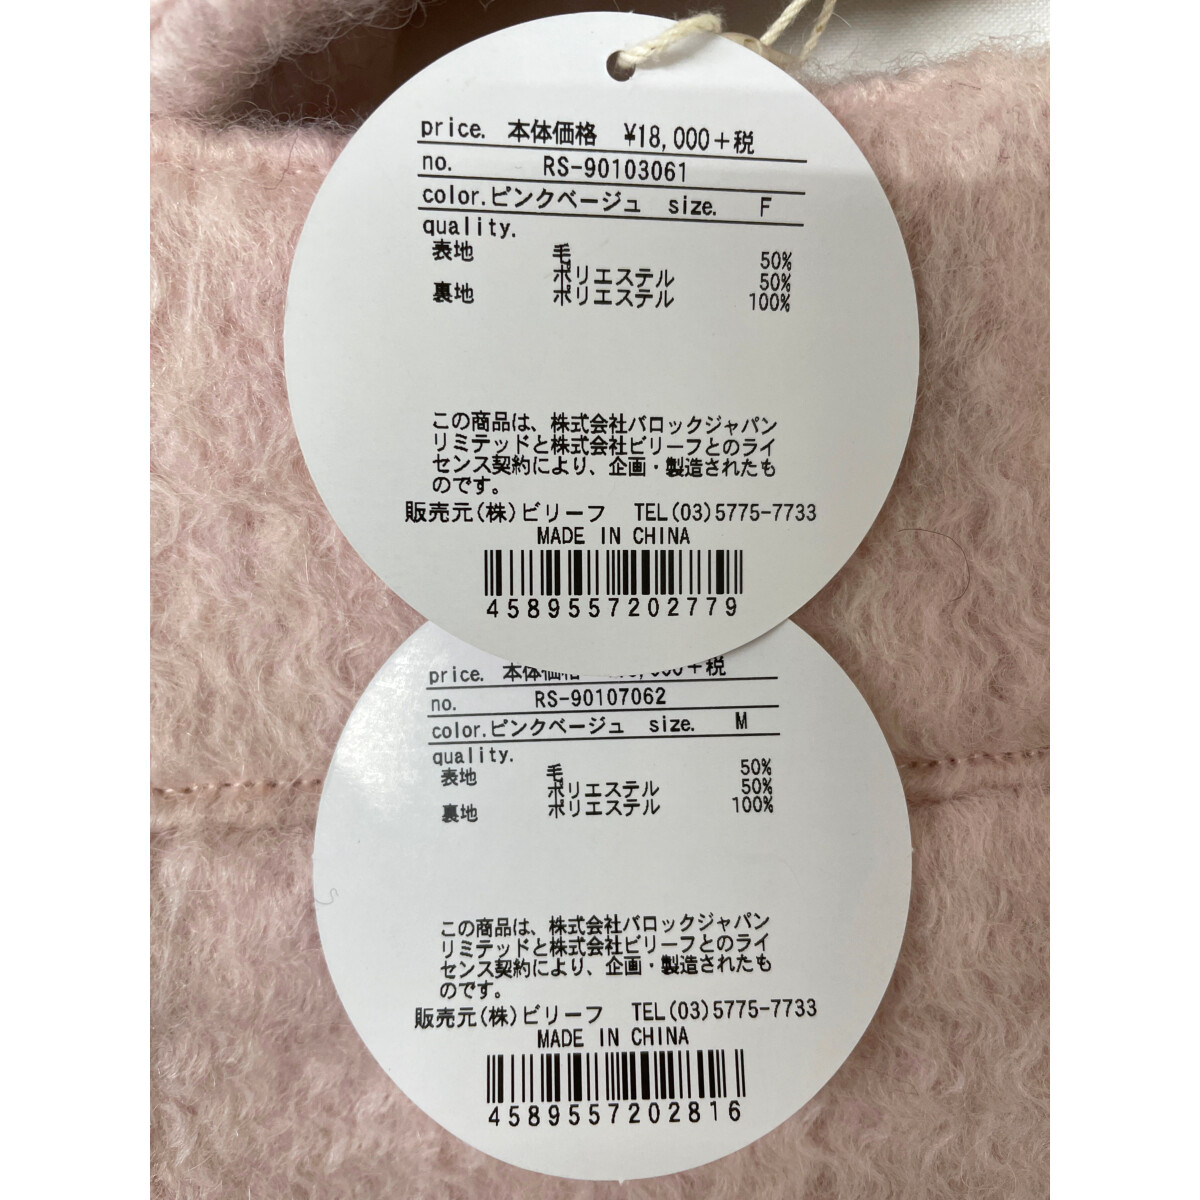 price. 本体価格 ¥18,000+税
no. RS-90103061
color.ピンクベージュ size. F
quality.
表地 毛 50%
ポリエステル 50%
裏地 ポリエステル 100%
この商品は、株式会社バロックジャパン
リミテッドと株式会社ビリーフとのライ
センス契約により、企画・製造されたも
のです。
販売元(株)ビリーフ TEL(03)5775-7733
MADE IN CHINA
4589557202779
price. 本体価格 +税
no. RS-90107062
color.ピンクベージュ size. M
quality.
表地 毛 50%
ポリエステル 50%
裏地 ポリエステル 100%
この商品は、株式会社バロックジャパン
リミテッドと株式会社ビリーフとのライ
センス契約により、企画・製造されたも
のです。
販売元(株)ビリーフ TEL(03)5775-7733
MADE IN CHINA
4589557202816